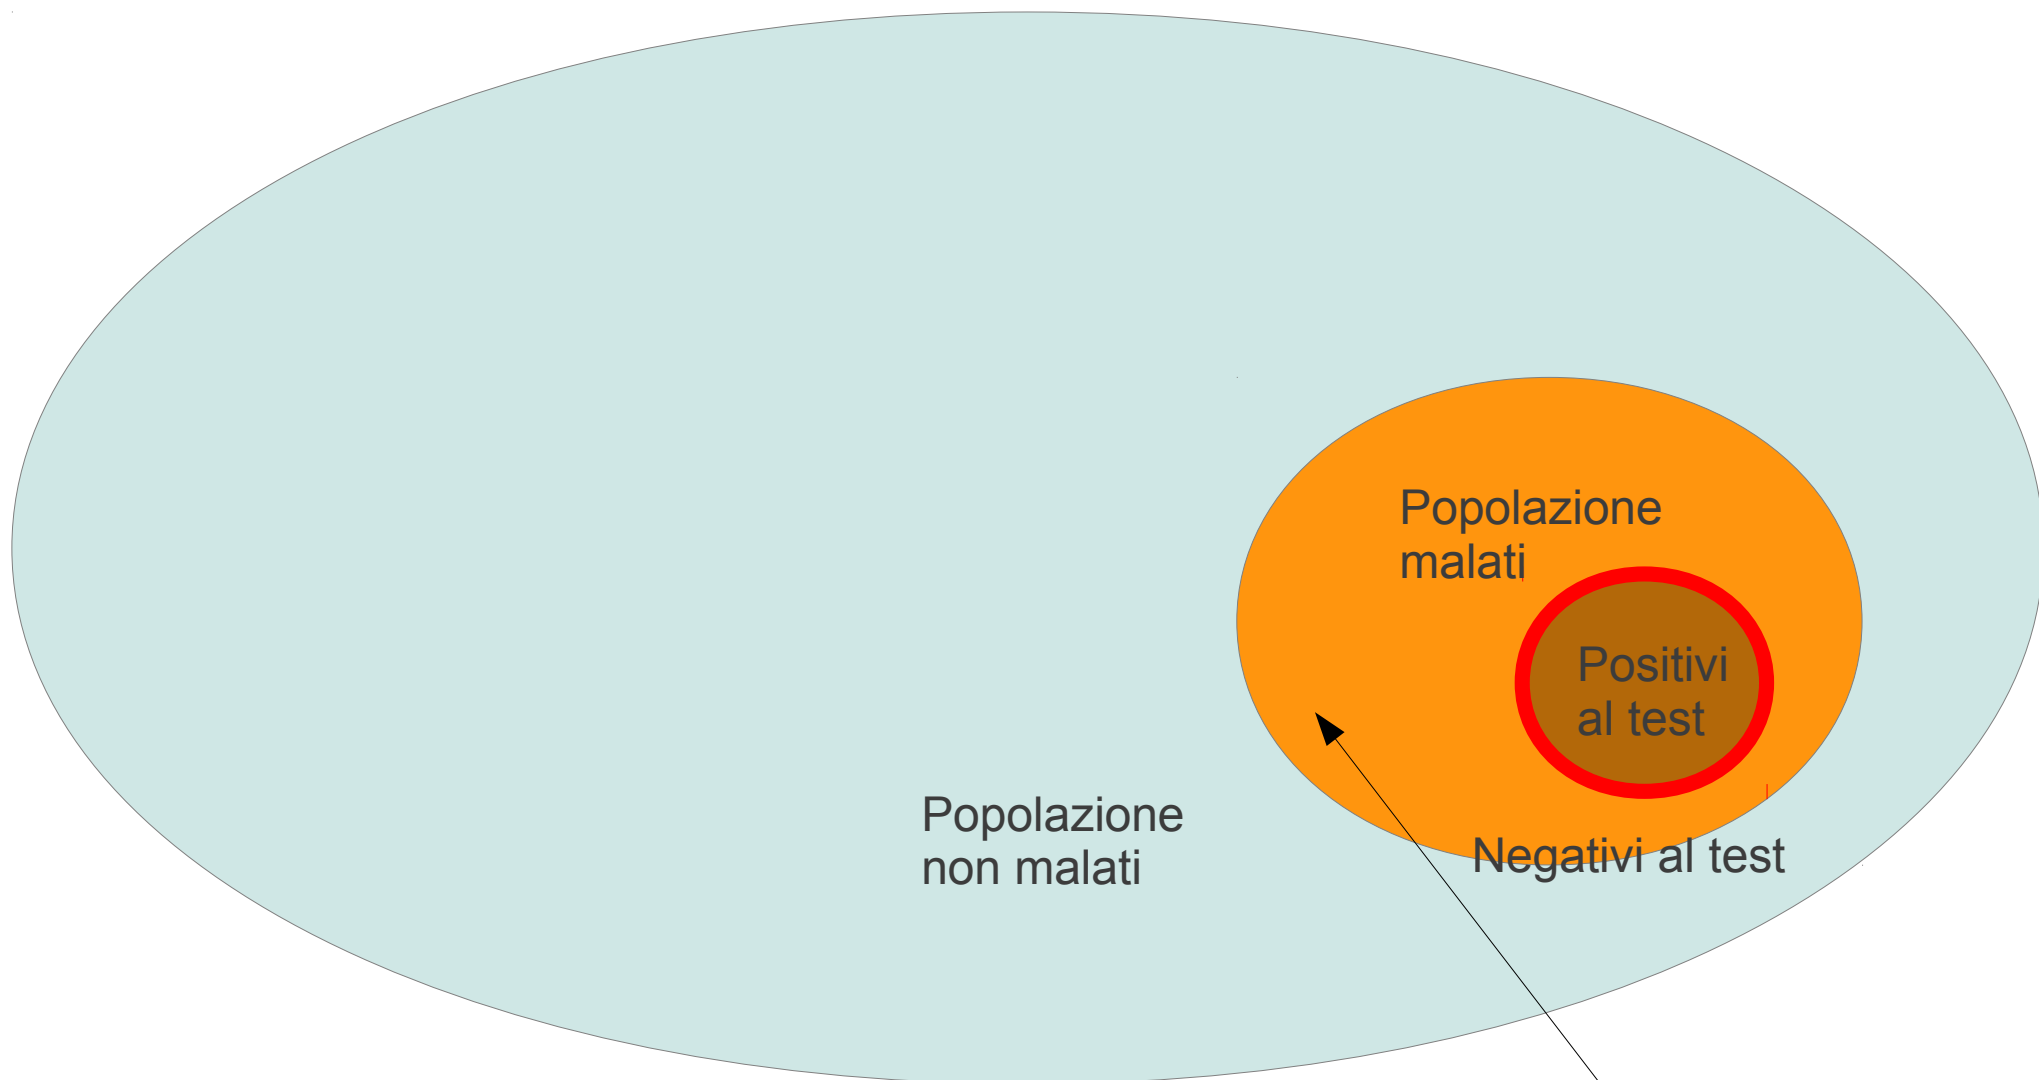 Popolazione
malati
Positivi
al test
Popolazione
non malati
Negativi al test